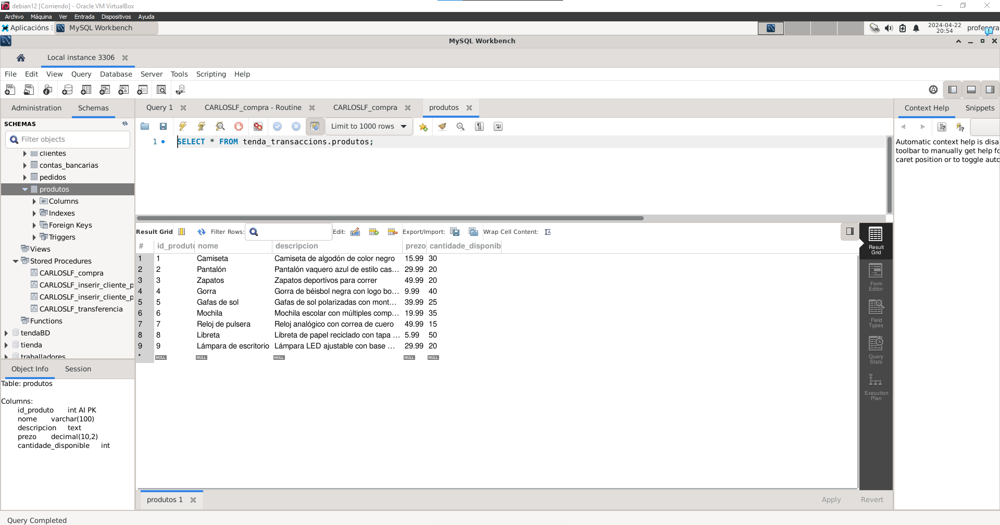 debian12 [Corriendo] - Oracle VM VirtualBox
Archivo Máquina Ver Entrada Dispositivos Ayuda
Aplicacións MySQL Workbench 2024-04-22 20:54 profesora
MySQL Workbench
Local instance 3306
File Edit View Query Database Server Tools Scripting Help
Administration Schemas
SCHEMAS
Filter objects
clientes
contas_bancarias
pedidos
produtos
Columns
Indexes
Foreign Keys
Triggers
Views
Stored Procedures
CARLOSLF_compra
CARLOSLF_inserir_cliente_p
CARLOSLF_inserir_cliente_p
CARLOSLF_transferencia
Functions
tendaBD
tienda
traballadores
Object Info Session
Table: produtos
Columns:
id_produto int AI PK
nome varchar(100)
descripcion text
prezo decimal(10,2)
cantidade_disponible int
Query 1 CARLOSLF_compra - Routine CARLOSLF_compra produtos
Limit to 1000 rows
1 SELECT * FROM tenda_transaccions.produtos;
Result Grid Filter Rows: Edit: Export/Import: Wrap Cell Content:
# id_produto nome descripcion prezo cantidade_disponib
1 1 Camiseta Camiseta de algodón de color negro 15.99 30
2 2 Pantalón Pantalón vaquero azul de estilo cas... 29.99 20
3 3 Zapatos Zapatos deportivos para correr 49.99 20
4 4 Gorra Gorra de béisbol negra con logo bo... 9.99 40
5 5 Gafas de sol Gafas de sol polarizadas con mont... 39.99 25
6 6 Mochila Mochila escolar con múltiples comp... 19.99 35
7 7 Reloj de pulsera Reloj analógico con correa de cuero 49.99 15
8 8 Libreta Libreta de papel reciclado con tapa ... 5.99 50
9 9 Lámpara de escritorio Lámpara LED ajustable con base ... 29.99 20
* NULL NULL NULL NULL NULL
Result Grid
Form Editor
Field Types
Query Stats
Execution Plan
produtos 1 Apply Revert
Context Help Snippets
Automatic context help is disa
toolbar to manually get help fo
caret position or to toggle auto
Query Completed